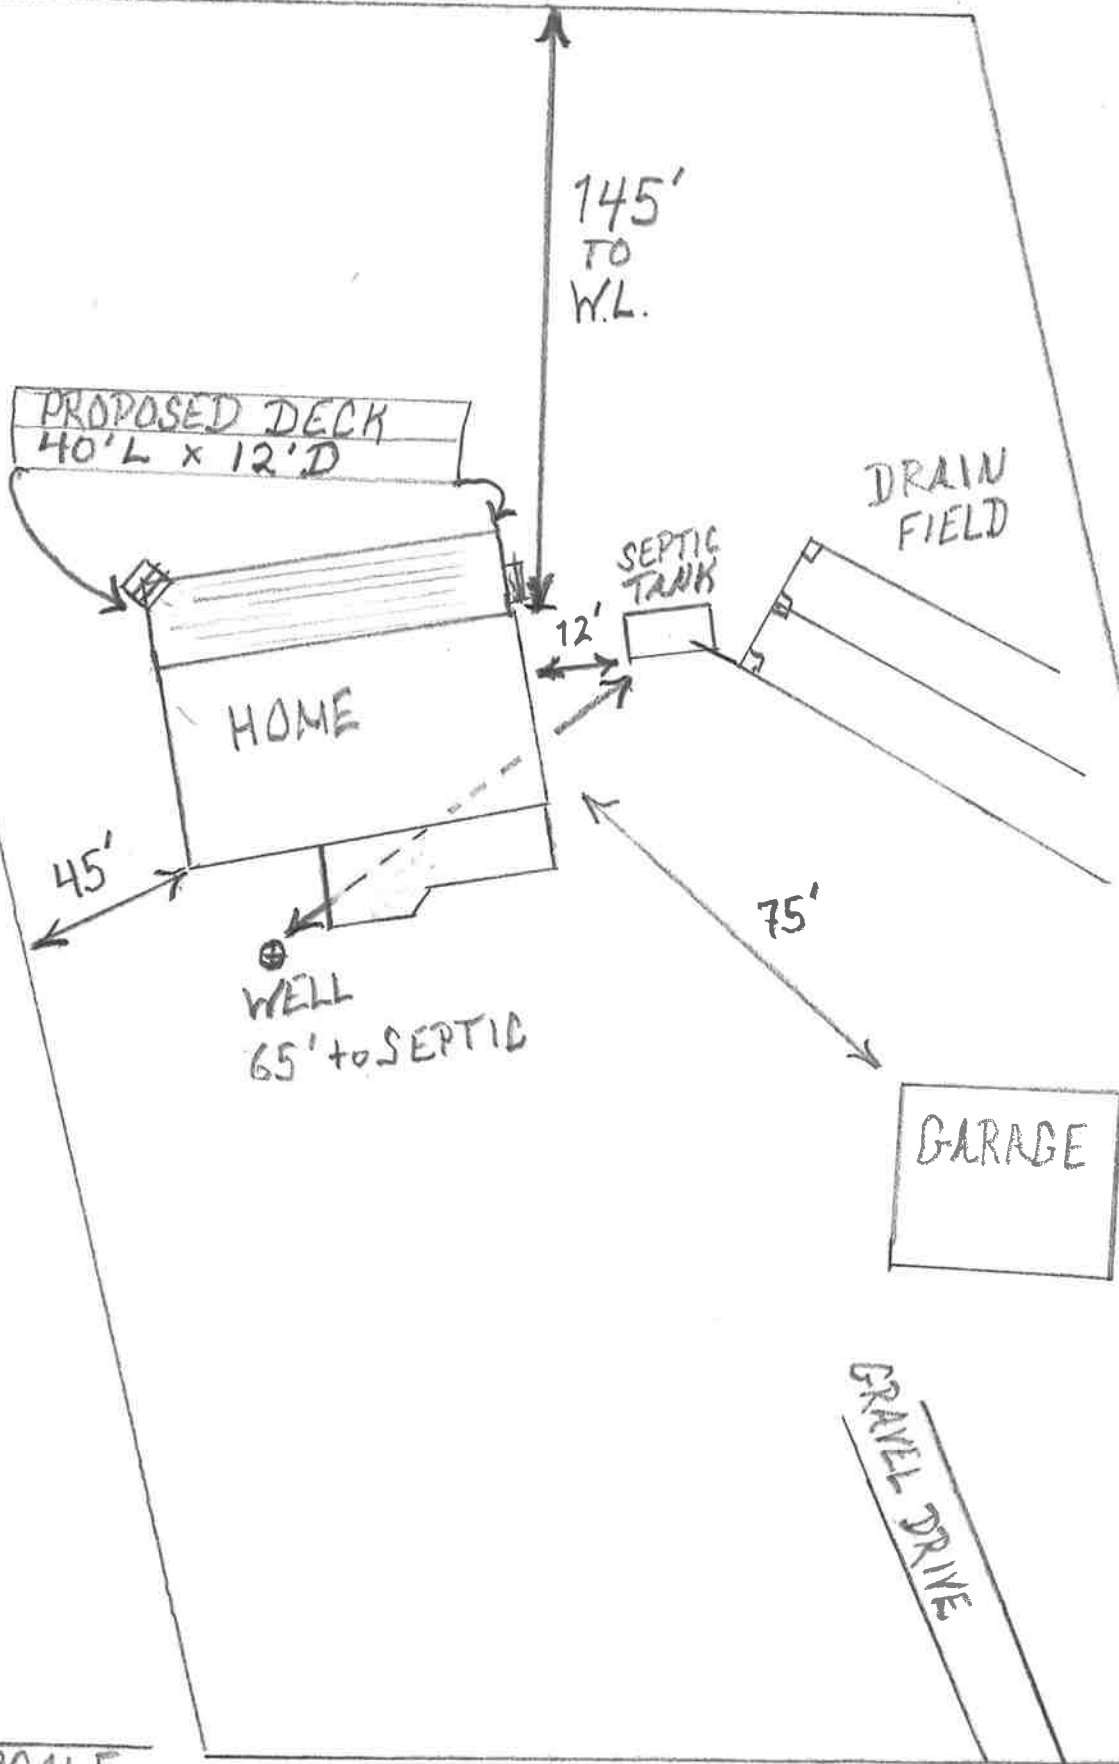 145'
TO
W.L.
PROPOSED DECK
40'L x 12'D
DRAIN
FIELD
SEPTIC
TANK
12'
HOME
45'
75'
WELL
65' to SEPTIC
GARAGE
GRAVEL DRIVE